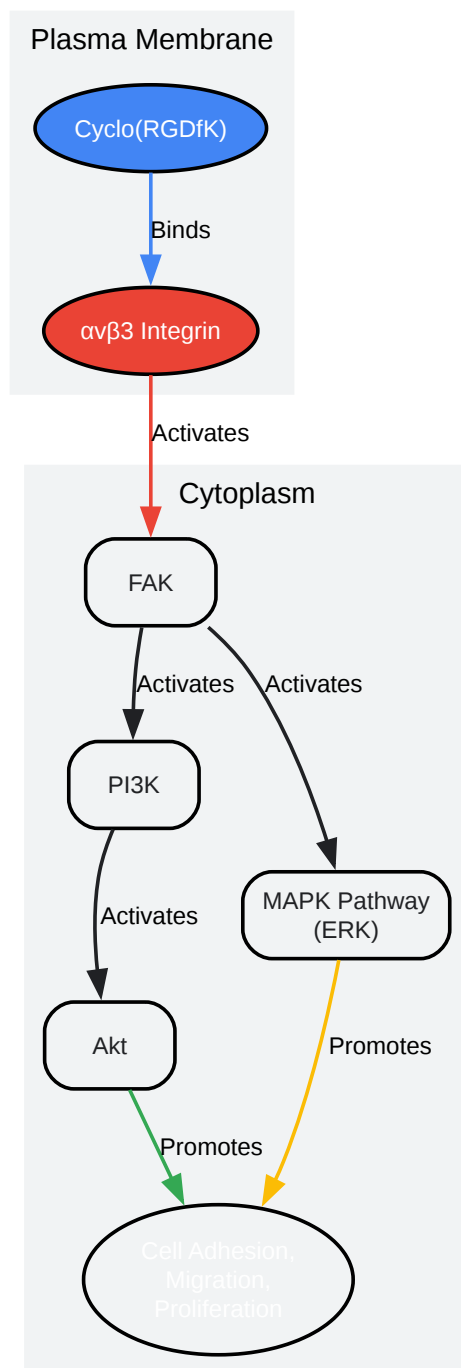 Plasma Membrane
Cyclo(RGDfK)
Binds
αvβ3 Integrin
Activates
Cytoplasm
FAK
Activates
Activates
PI3K
MAPK Pathway
(ERK)
Activates
Akt
Promotes
Promotes
Cell Adhesion,
Migration,
Proliferation